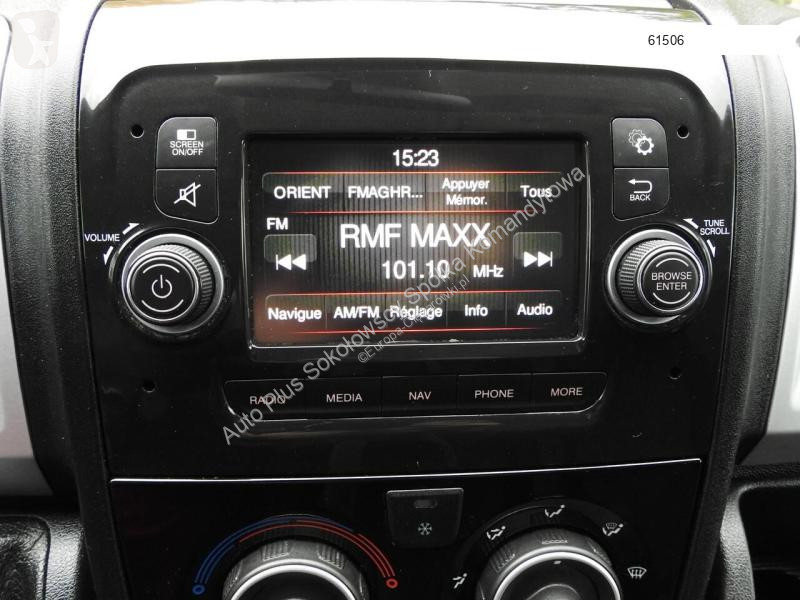 61506
SCREEN
ON/OFF
15:23
ORIENT FMAGHR... Appuyer Mémor. Tous
BACK
VOLUME
TUNE
SCROLL
FM
RMF MAXX
101.10 MHz
BROWSE
ENTER
Navigue AM/FM Réglage Info Audio
RADIO MEDIA NAV PHONE MORE
Auto Plus Sokołowscy Spółka Komandytowa